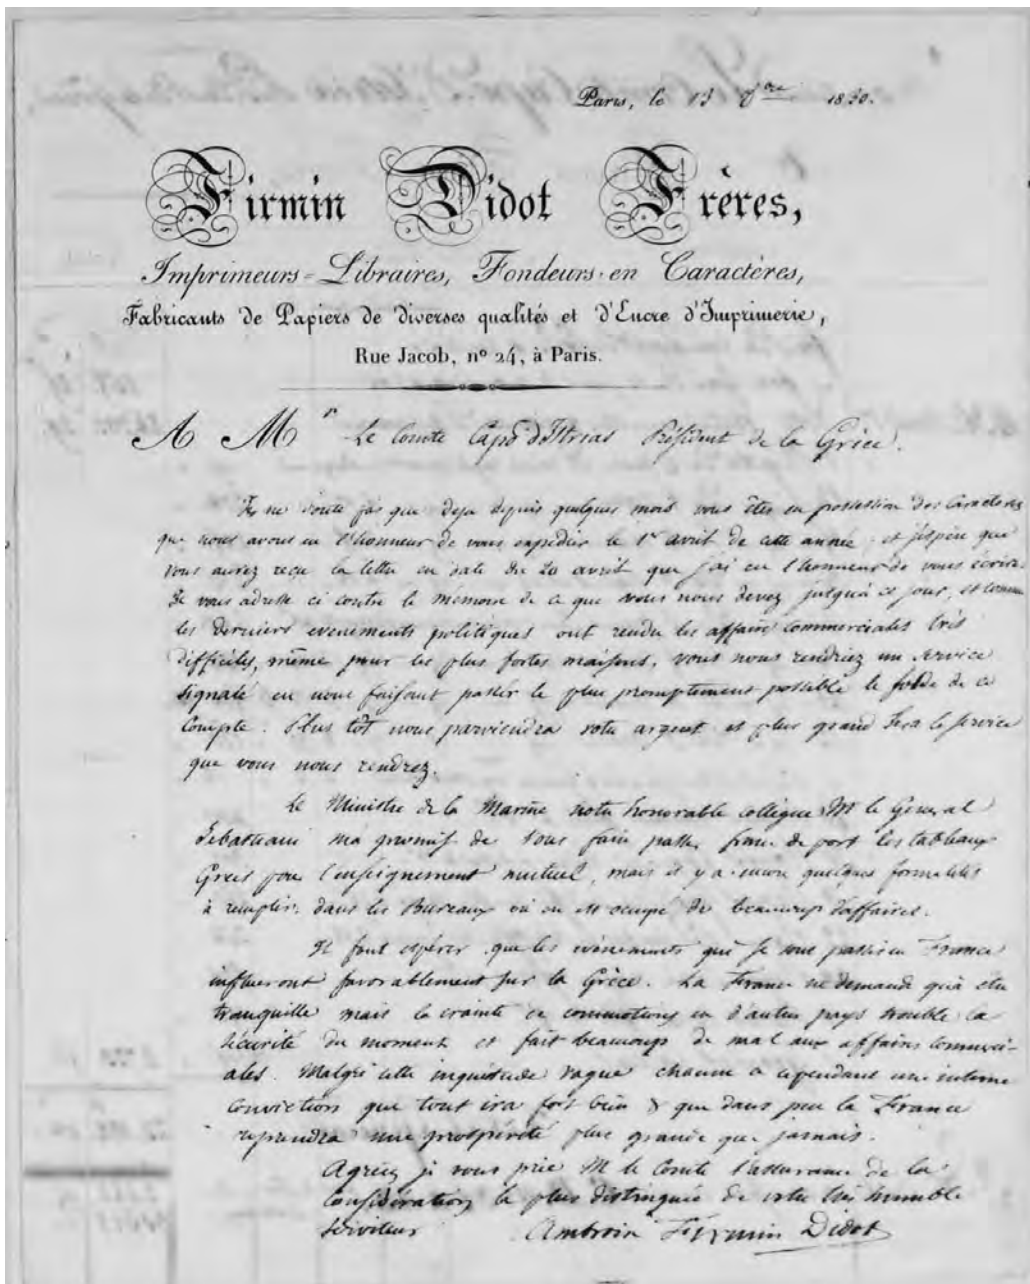 Paris, le 13 8bre 1830.
Firmin Didot Frères,
Imprimeurs=Libraires, Fondeurs en Caractères,
Fabricants de Papiers de diverses qualités et d'Encre d'Imprimerie,
Rue Jacob, nº 24, à Paris.
A Mr Le Comte Capo d'Istrias Président de la Grèce.
Je ne doute pas que deja depuis quelques mois vous êtes en possession des Caracteres
que nous avons eu l'honneur de vous expedier le 1er avril de cette année, et j'espère que
vous aurez reçu la lettre en date du 20 avril que j'ai eu l'honneur de vous écrire.
Je vous adresse ci contre le memoire de ce que vous nous devez jusqu'à ce jour, et comme
les derniers evenements politiques ont rendu les affaires commerciales très
difficiles, même pour les plus fortes maisons, vous nous rendriez un service
signalé en nous faisant passer le plus promptement possible le solde de ce
Compte. Plus tôt nous parviendra votre argent et plus grand sera le service
que vous nous rendrez.
Le Ministre de la Marine notre honorable collègue Mr le General
Sebastiani m'a promis de vous faire passer franc de port les tableaux
Grecs pour l'enseignement mutuel, mais il y a encore quelques formalités
à remplir dans les Bureaux où on est occupé de beaucoup d'affaires.
Il faut espérer que les evènements qui se sont passés en France
influeront favorablement sur la Grèce. La France ne demande qu'à être
tranquille mais la crainte de commotions en d'autres pays trouble la
sécurité du moment et fait beaucoup de mal aux affaires commerci-
ales. Malgré cette inquiétude vague chacun a cependant une intime
conviction que tout ira fort bien & que dans peu la France
reprendra une prospérité plus grande que jamais.
Agréez je vous prie M le Comte l'assurance de la
Considération la plus distinguée de votre très humble
serviteur Ambroise Firmin Didot